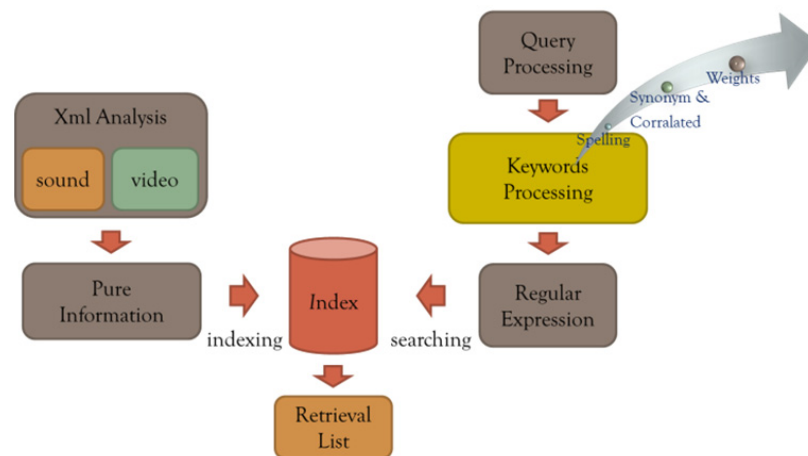 Query
Processing
Weights
Synonym &
Corralated
Spelling
Xml Analysis
sound
video
Keywords
Processing
Pure
Information
Index
Regular
Expression
indexing
searching
Retrieval
List